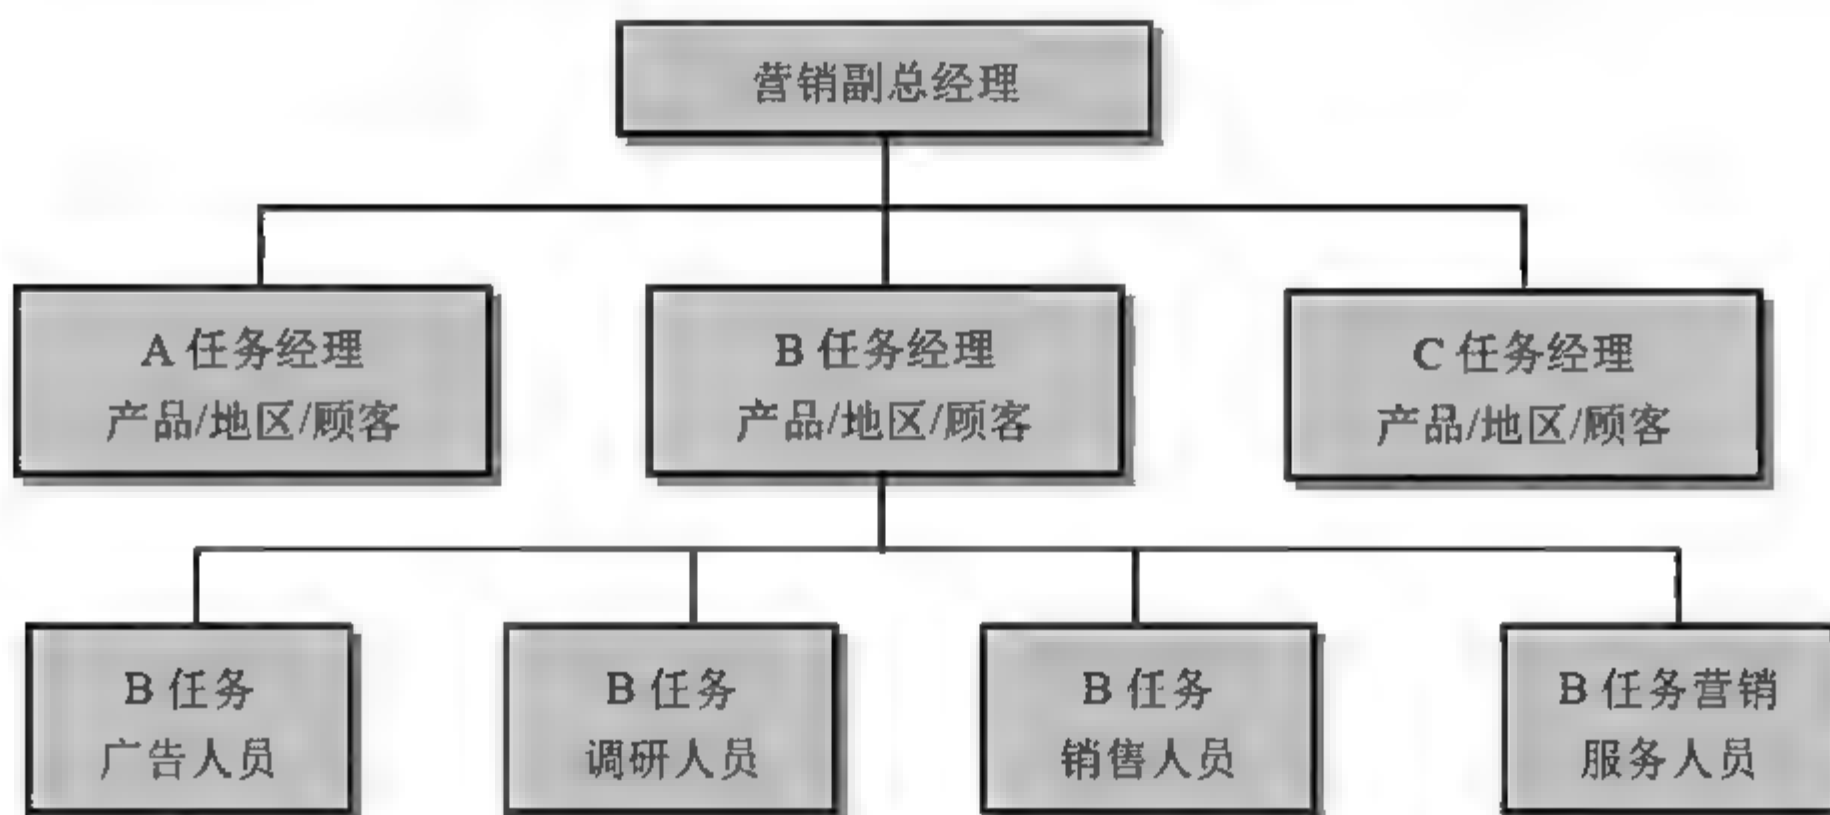 营销副总经理
A 任务经理
产品/地区/顾客
B 任务经理
产品/地区/顾客
C 任务经理
产品/地区/顾客
B 任务
广告人员
B 任务
调研人员
B 任务
销售人员
B 任务营销
服务人员